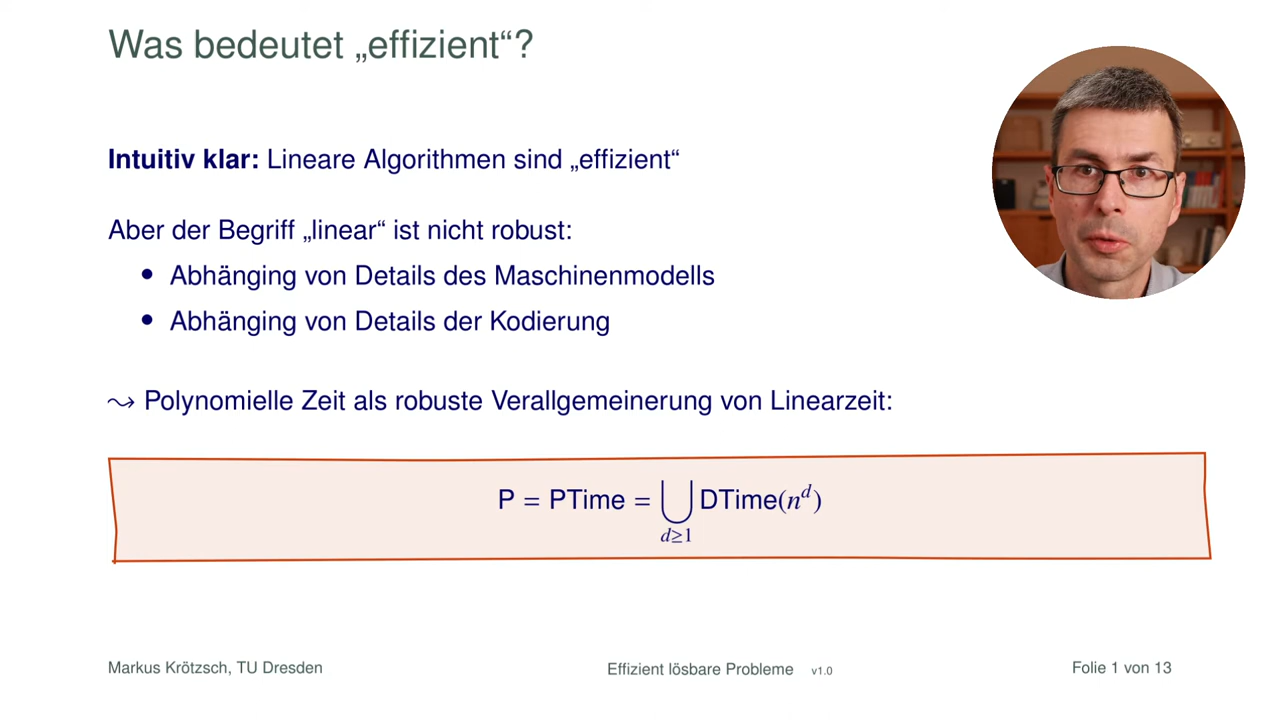 Was bedeutet „effizient“?
Intuitiv klar: Lineare Algorithmen sind „effizient“
Aber der Begriff „linear“ ist nicht robust:
• Abhänging von Details des Maschinenmodells
• Abhänging von Details der Kodierung
⤳ Polynomielle Zeit als robuste Verallgemeinerung von Linearzeit:
P = PTime = ⋃ DTime(n^d)
d≥1
Markus Krötzsch, TU Dresden
Effizient lösbare Probleme v1.0
Folie 1 von 13